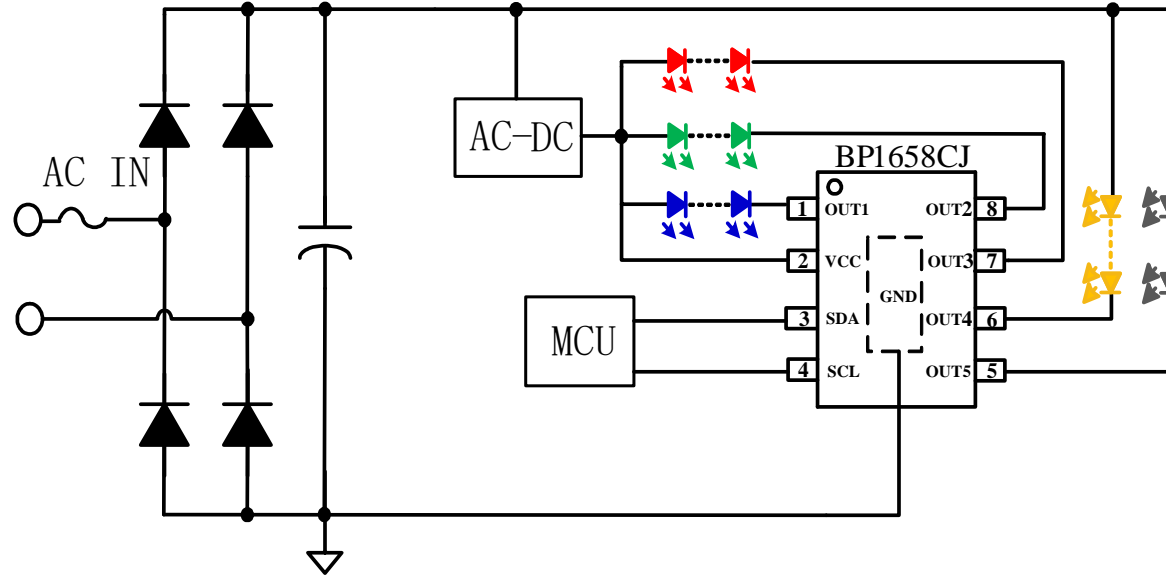 AC IN
AC-DC
BP1658CJ
1 OUT1 OUT2 8
2 VCC OUT3 7
GND
3 SDA OUT4 6
4 SCL OUT5 5
MCU